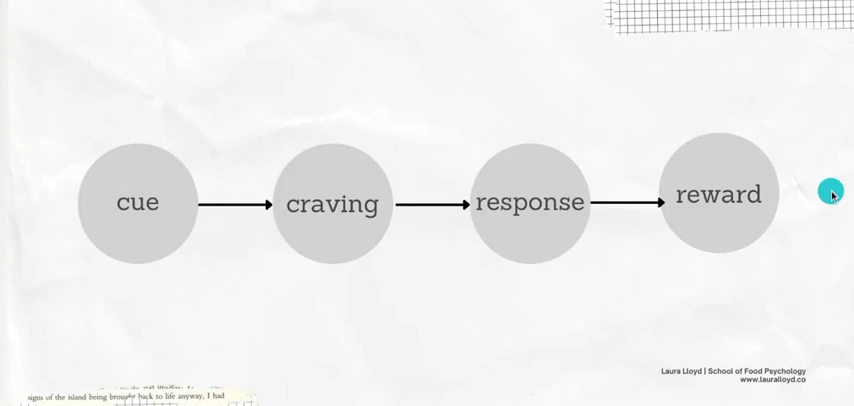 cue
craving
response
reward
Laura Lloyd | School of Food Psychology
www.lauralloyd.co
signs of the island being brought back to life anyway, I had